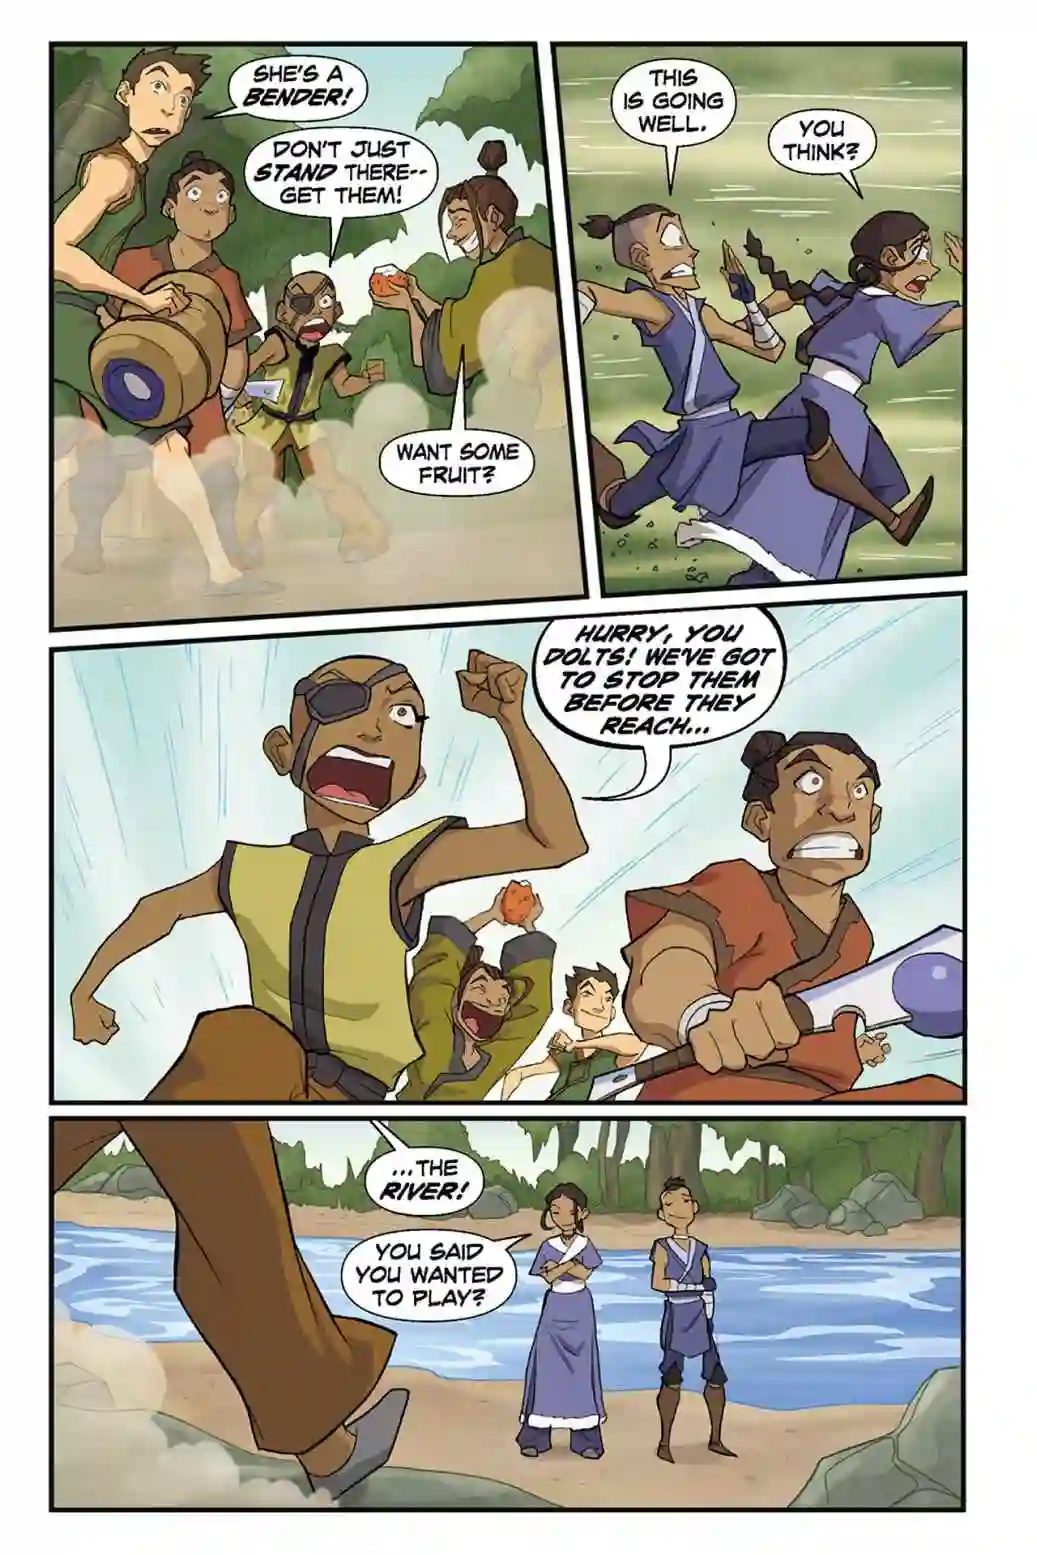 SHE'S A
BENDER!
DON'T JUST
STAND THERE--
GET THEM!
WANT SOME
FRUIT?
THIS
IS GOING
WELL.
YOU
THINK?
HURRY, YOU
DOLTS! WE'VE GOT
TO STOP THEM
BEFORE THEY
REACH...
...THE
RIVER!
YOU SAID
YOU WANTED
TO PLAY?